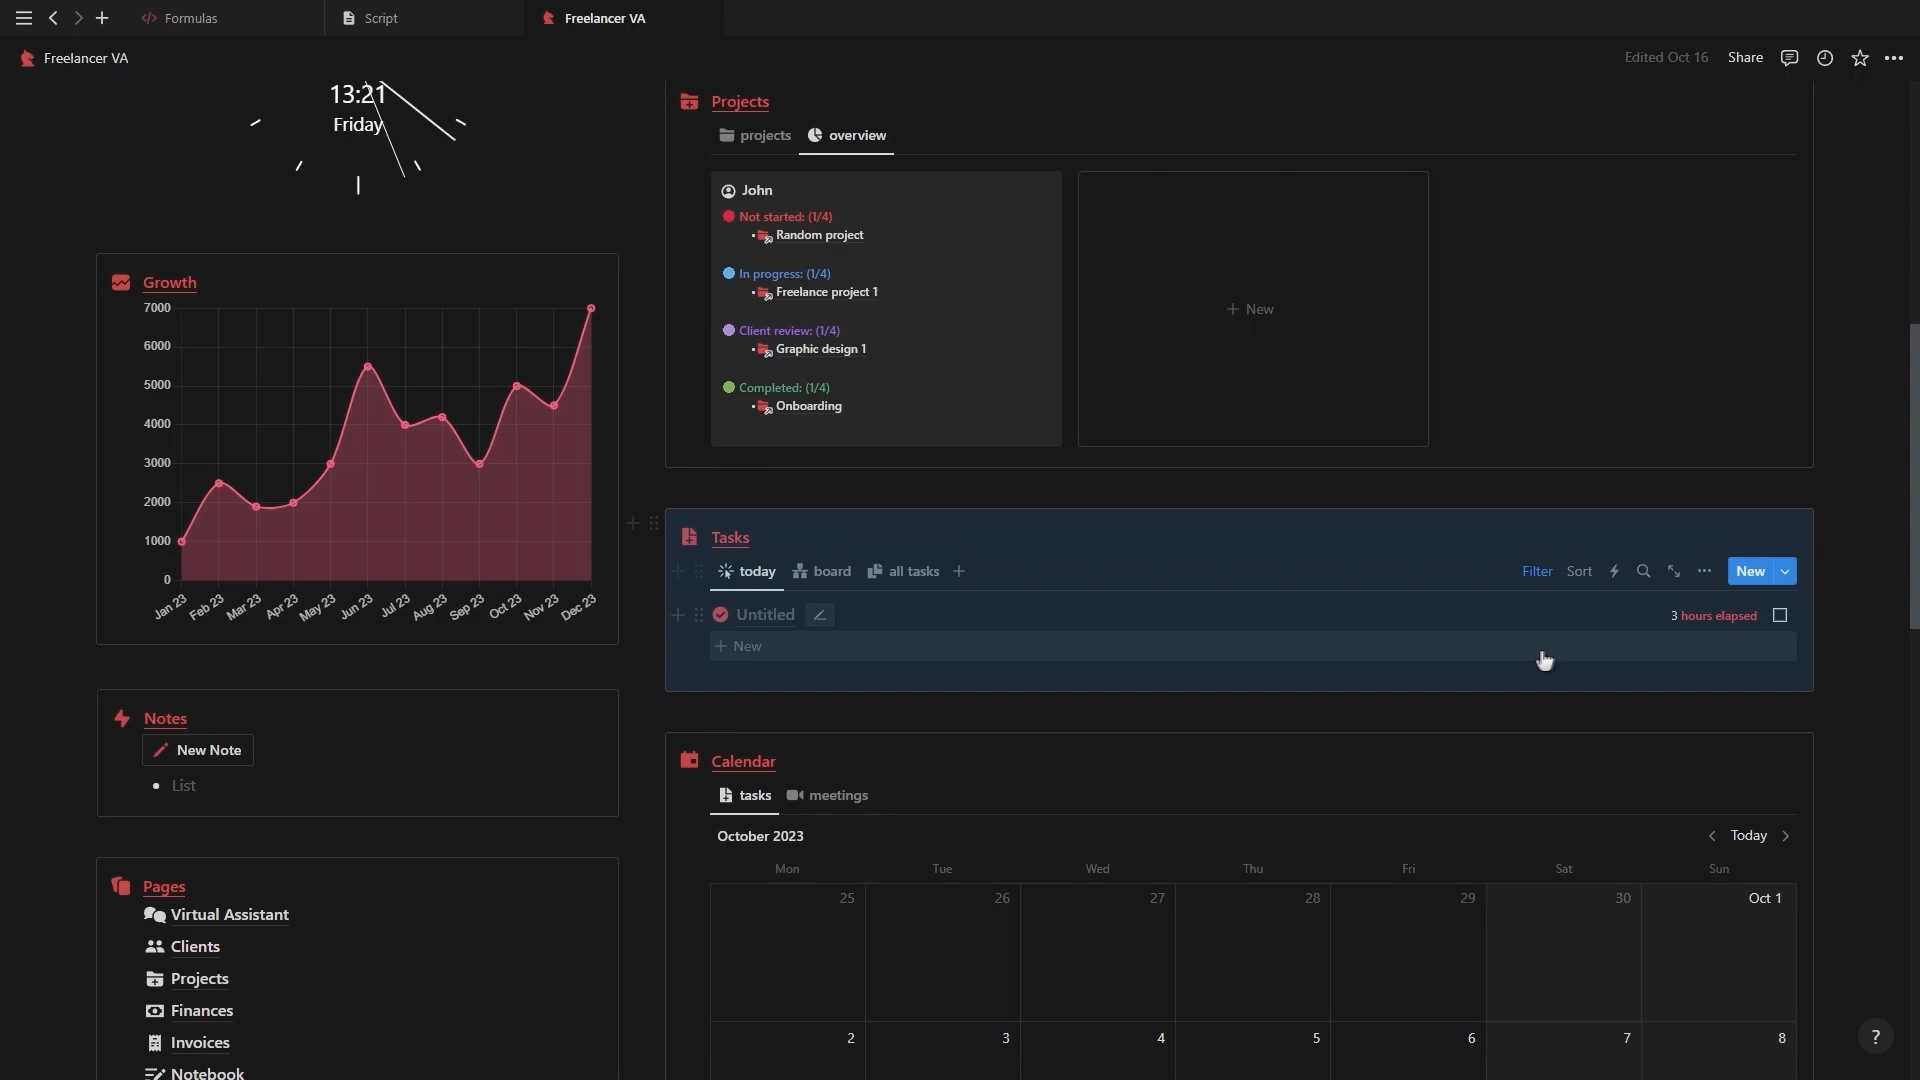 Formulas
Script
Freelancer VA
Freelancer VA
Edited Oct 16
Share
13:21
Friday
Growth
7000
6000
5000
4000
3000
2000
1000
0
Jan 23
Feb 23
Mar 23
Apr 23
May 23
Jun 23
Jul 23
Aug 23
Sep 23
Oct 23
Nov 23
Dec 23
Notes
New Note
List
Pages
Virtual Assistant
Clients
Projects
Finances
Invoices
Notebook
Projects
projects
overview
John
Not started: (1/4)
Random project
In progress: (1/4)
Freelance project 1
Client review: (1/4)
Graphic design 1
Completed: (1/4)
Onboarding
New
Tasks
today
board
all tasks
Filter
Sort
New
Untitled
3 hours elapsed
New
Calendar
tasks
meetings
October 2023
Today
Mon
Tue
Wed
Thu
Fri
Sat
Sun
25
26
27
28
29
30
Oct 1
2
3
4
5
6
7
8
?